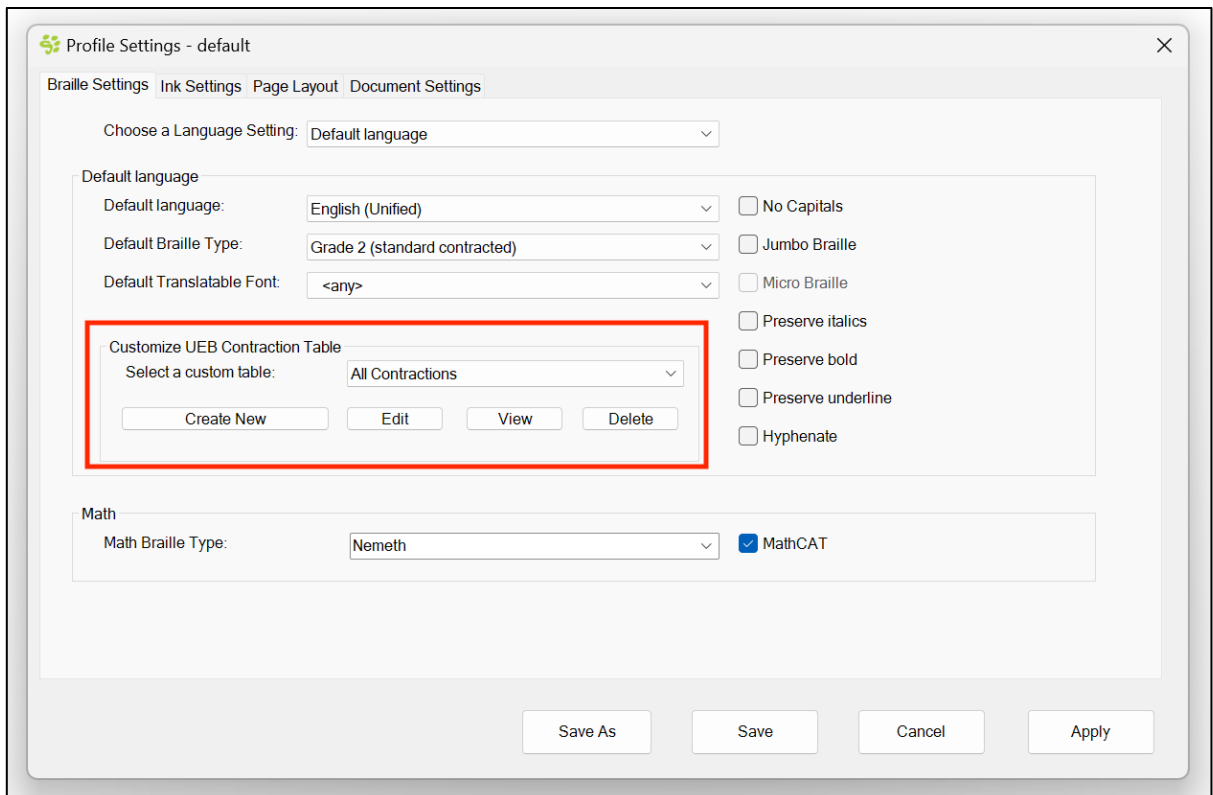 Profile Settings - default
Braille Settings Ink Settings Page Layout Document Settings
Choose a Language Setting: Default language
Default language
Default language: English (Unified) No Capitals
Default Braille Type: Grade 2 (standard contracted) Jumbo Braille
Default Translatable Font: <any> Micro Braille
Preserve italics
Customize UEB Contraction Table
Preserve bold
Select a custom table: All Contractions
Preserve underline
Create New Edit View Delete
Hyphenate
Math
Math Braille Type: Nemeth MathCAT
Save As Save Cancel Apply